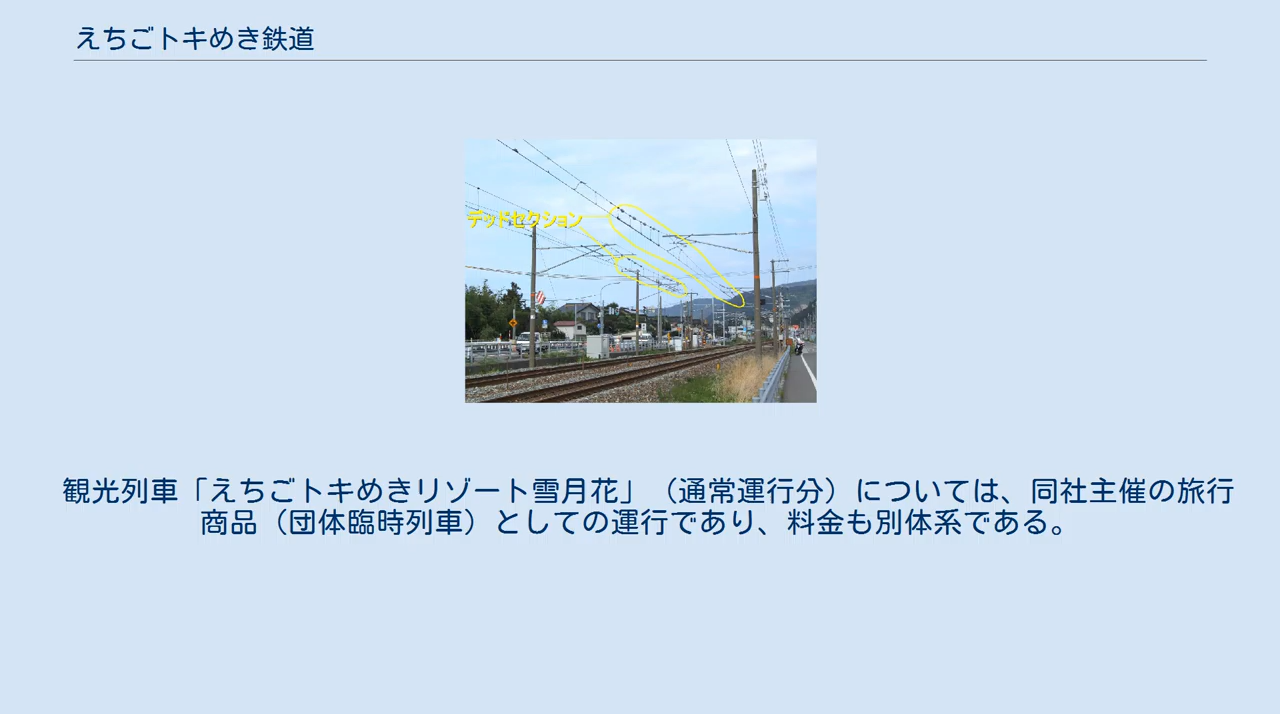 えちごトキめき鉄道
デッドセクション
観光列車「えちごトキめきリゾート雪月花」（通常運行分）については、同社主催の旅行
商品（団体臨時列車）としての運行であり、料金も別体系である。